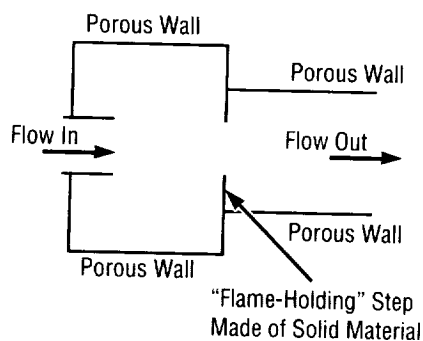 Porous Wall
Porous Wall
Flow In
Flow Out
Porous Wall
Porous Wall
"Flame-Holding" Step
Made of Solid Material